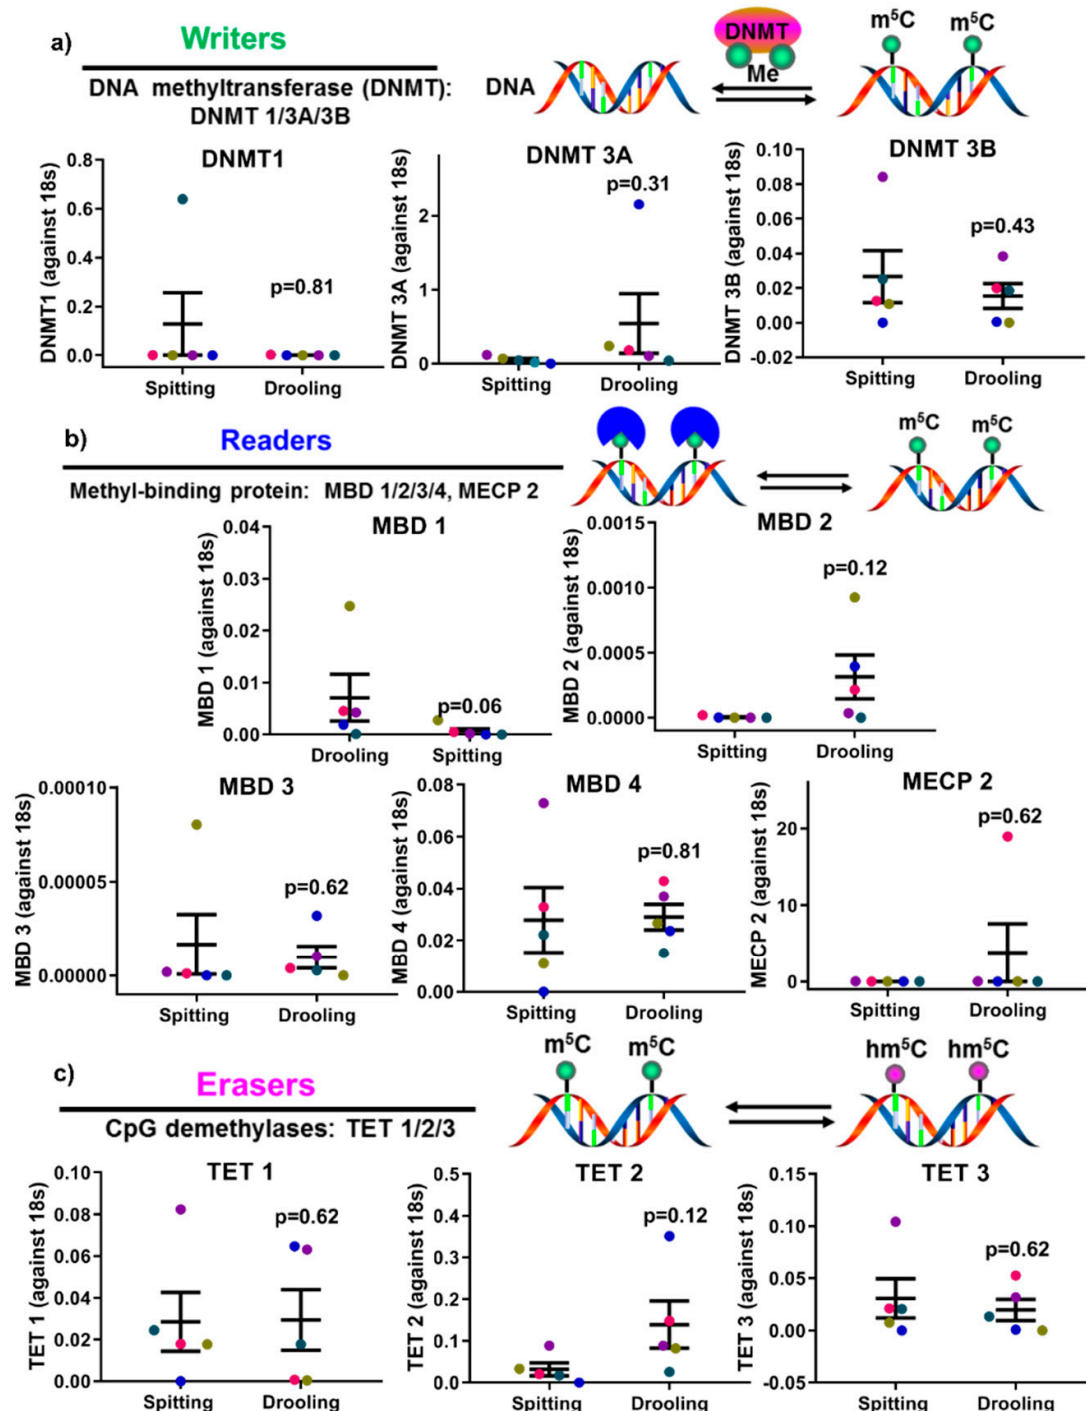 a) Writers
DNA methyltransferase (DNMT):
DNMT 1/3A/3B
DNA
DNMT
Me
m⁵C m⁵C
DNMT1
DNMT1 (against 18s)
0.8
0.6
0.4
0.2
0.0
p=0.81
Spitting Drooling
DNMT 3A
DNMT 3A (against 18s)
2
1
0
p=0.31
Spitting Drooling
DNMT 3B
DNMT 3B (against 18s)
0.10
0.08
0.06
0.04
0.02
0.00
-0.02
p=0.43
Spitting Drooling
b) Readers
Methyl-binding protein: MBD 1/2/3/4, MECP 2
m⁵C m⁵C
MBD 1
MBD 1 (against 18s)
0.04
0.03
0.02
0.01
0.00
p=0.06
Drooling Spitting
MBD 2
MBD 2 (against 18s)
0.0015
0.0010
0.0005
0.0000
p=0.12
Spitting Drooling
MBD 3
MBD 3 (against 18s)
0.00010
0.00005
0.00000
p=0.62
Spitting Drooling
MBD 4
MBD 4 (against 18s)
0.08
0.06
0.04
0.02
0.00
p=0.81
Spitting Drooling
MECP 2
MECP 2 (against 18s)
20
10
0
p=0.62
Spitting Drooling
c) Erasers
CpG demethylases: TET 1/2/3
m⁵C m⁵C
hm⁵C hm⁵C
TET 1
TET 1 (against 18s)
0.10
0.08
0.06
0.04
0.02
0.00
p=0.62
Spitting Drooling
TET 2
TET 2 (against 18s)
0.5
0.4
0.3
0.2
0.1
0.0
p=0.12
Spitting Drooling
TET 3
TET 3 (against 18s)
0.15
0.10
0.05
0.00
-0.05
p=0.62
Spitting Drooling